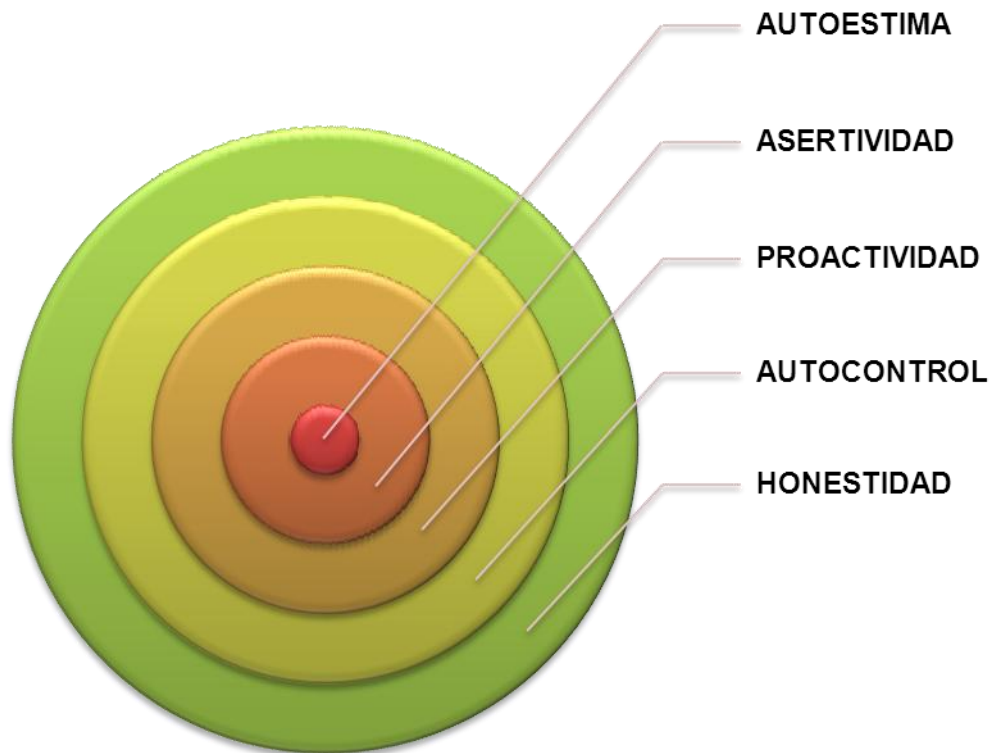 AUTOESTIMA
ASERTIVIDAD
PROACTIVIDAD
AUTOCONTROL
HONESTIDAD